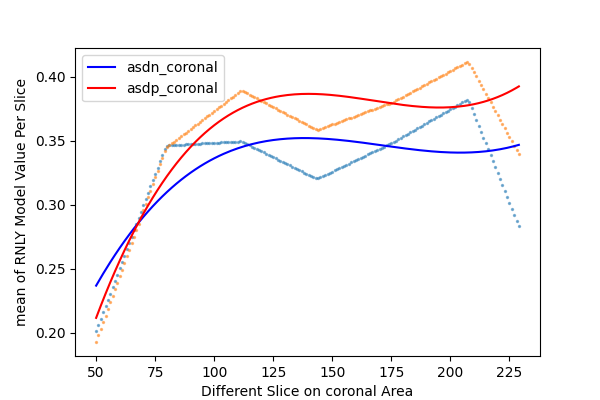 asdn_coronal
asdp_coronal
mean of RNLY Model Value Per Slice
0.40
0.35
0.30
0.25
0.20
50 75 100 125 150 175 200 225
Different Slice on coronal Area